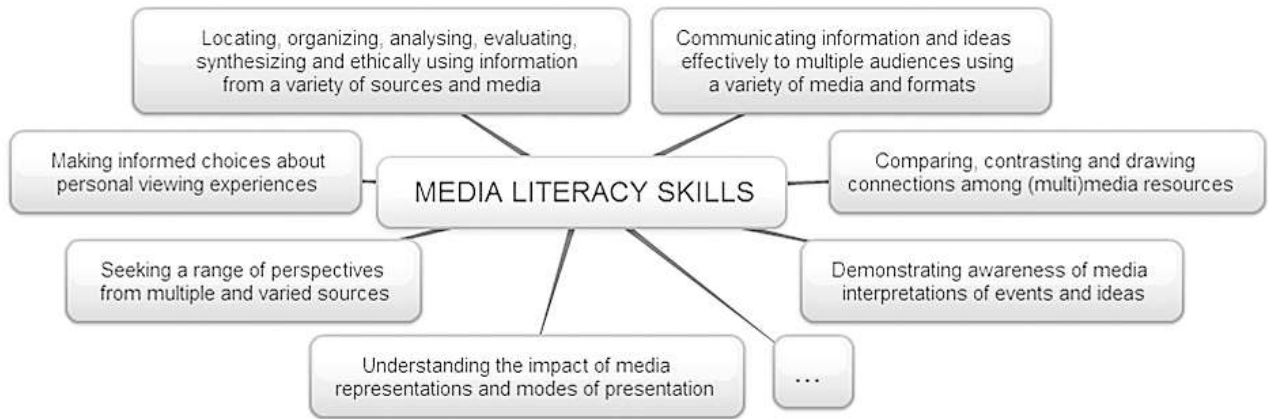 Locating, organizing, analysing, evaluating,
synthesizing and ethically using information
from a variety of sources and media
Communicating information and ideas
effectively to multiple audiences using
a variety of media and formats
Making informed choices about
personal viewing experiences
MEDIA LITERACY SKILLS
Comparing, contrasting and drawing
connections among (multi)media resources
Seeking a range of perspectives
from multiple and varied sources
Demonstrating awareness of media
interpretations of events and ideas
Understanding the impact of media
representations and modes of presentation
...